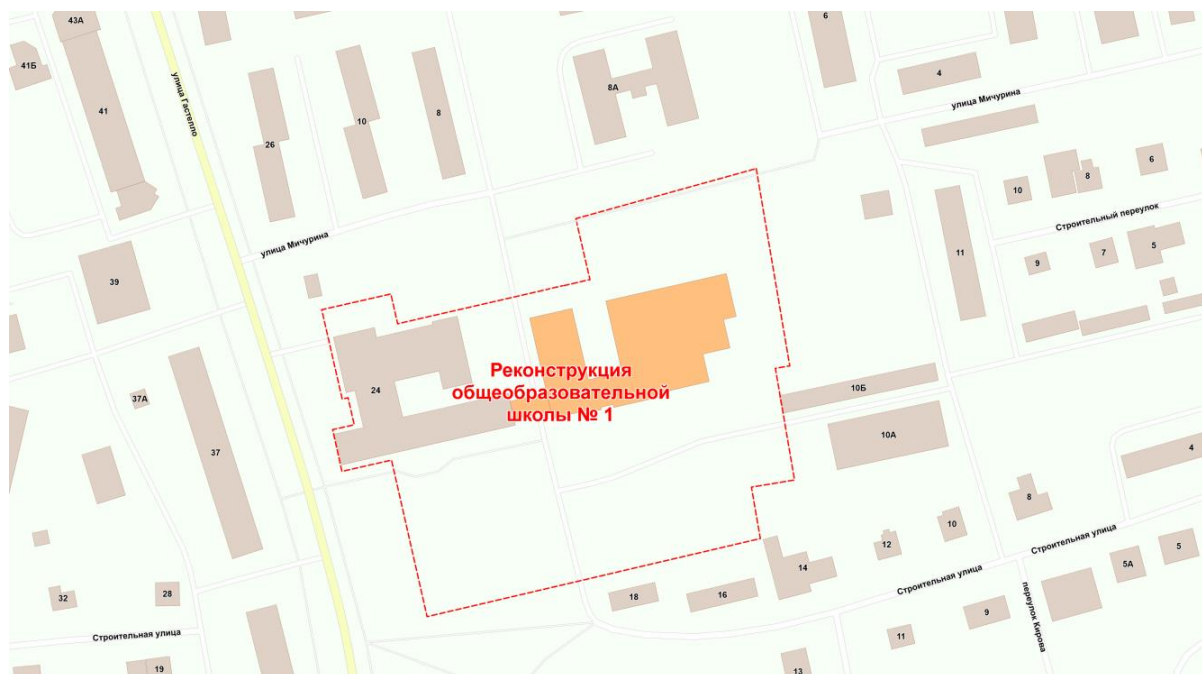 43А
6
41Б
8А
4
41
улица Гастелло
10
8
улица Мичурина
26
6
8
10
Строительный переулок
улица Мичурина
11
5
7
9
39
Реконструкция
общеобразовательной
школы № 1
24
10Б
37А
10А
37
4
8
10
12
5
Строительная улица
5А
14
Строительная улица
28
32
18
16
9
переулок Кирова
Строительная улица
11
19
13